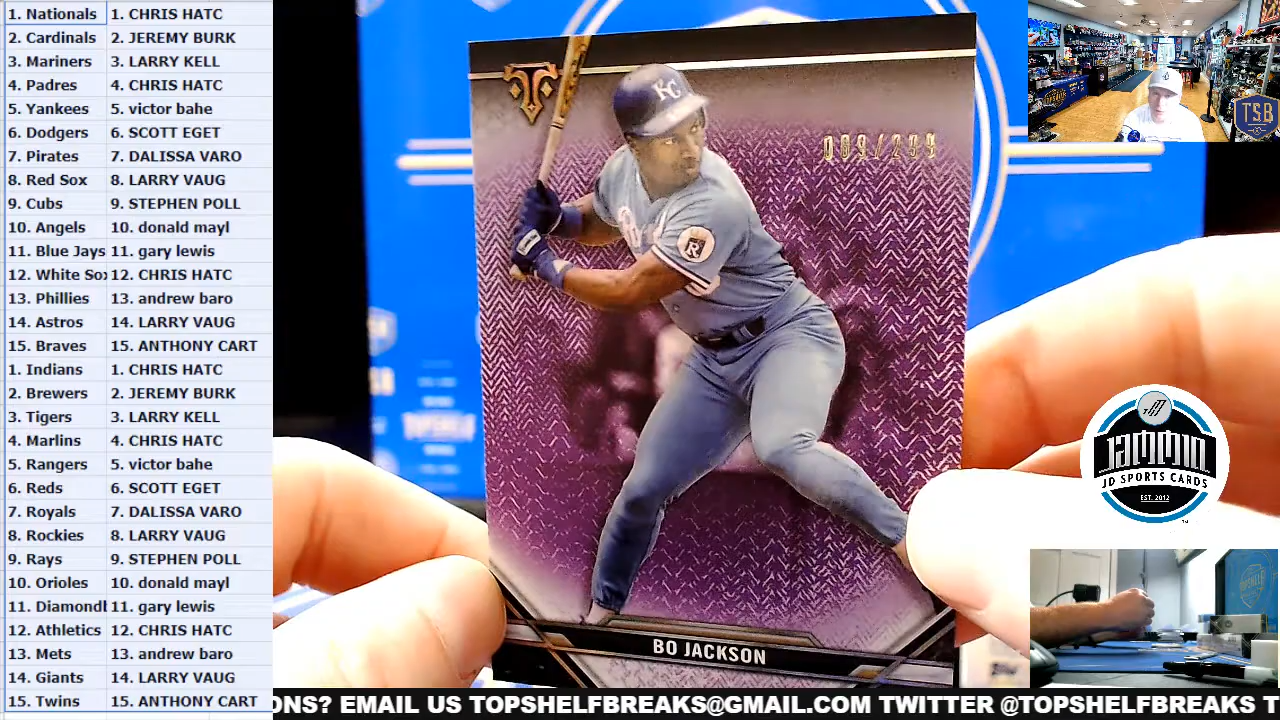 1. Nationals 1. CHRIS HATC
2. Cardinals 2. JEREMY BURK
3. Mariners 3. LARRY KELL
4. Padres 4. CHRIS HATC
5. Yankees 5. victor bahe
6. Dodgers 6. SCOTT EGET
7. Pirates 7. DALISSA VARO
8. Red Sox 8. LARRY VAUG
9. Cubs 9. STEPHEN POLL
10. Angels 10. donald mayl
11. Blue Jays 11. gary lewis
12. White Sox 12. CHRIS HATC
13. Phillies 13. andrew baro
14. Astros 14. LARRY VAUG
15. Braves 15. ANTHONY CART
1. Indians 1. CHRIS HATC
2. Brewers 2. JEREMY BURK
3. Tigers 3. LARRY KELL
4. Marlins 4. CHRIS HATC
5. Rangers 5. victor bahe
6. Reds 6. SCOTT EGET
7. Royals 7. DALISSA VARO
8. Rockies 8. LARRY VAUG
9. Rays 9. STEPHEN POLL
10. Orioles 10. donald mayl
11. Diamond 11. gary lewis
12. Athletics 12. CHRIS HATC
13. Mets 13. andrew baro
14. Giants 14. LARRY VAUG
15. Twins 15. ANTHONY CART
KC
R
BO JACKSON
TSB
JAMMIN
JD SPORTS CARDS
EST. 2012
TM
ONS? EMAIL US TOPSHELFBREAKS@GMAIL.COM TWITTER @TOPSHELFBREAKS T